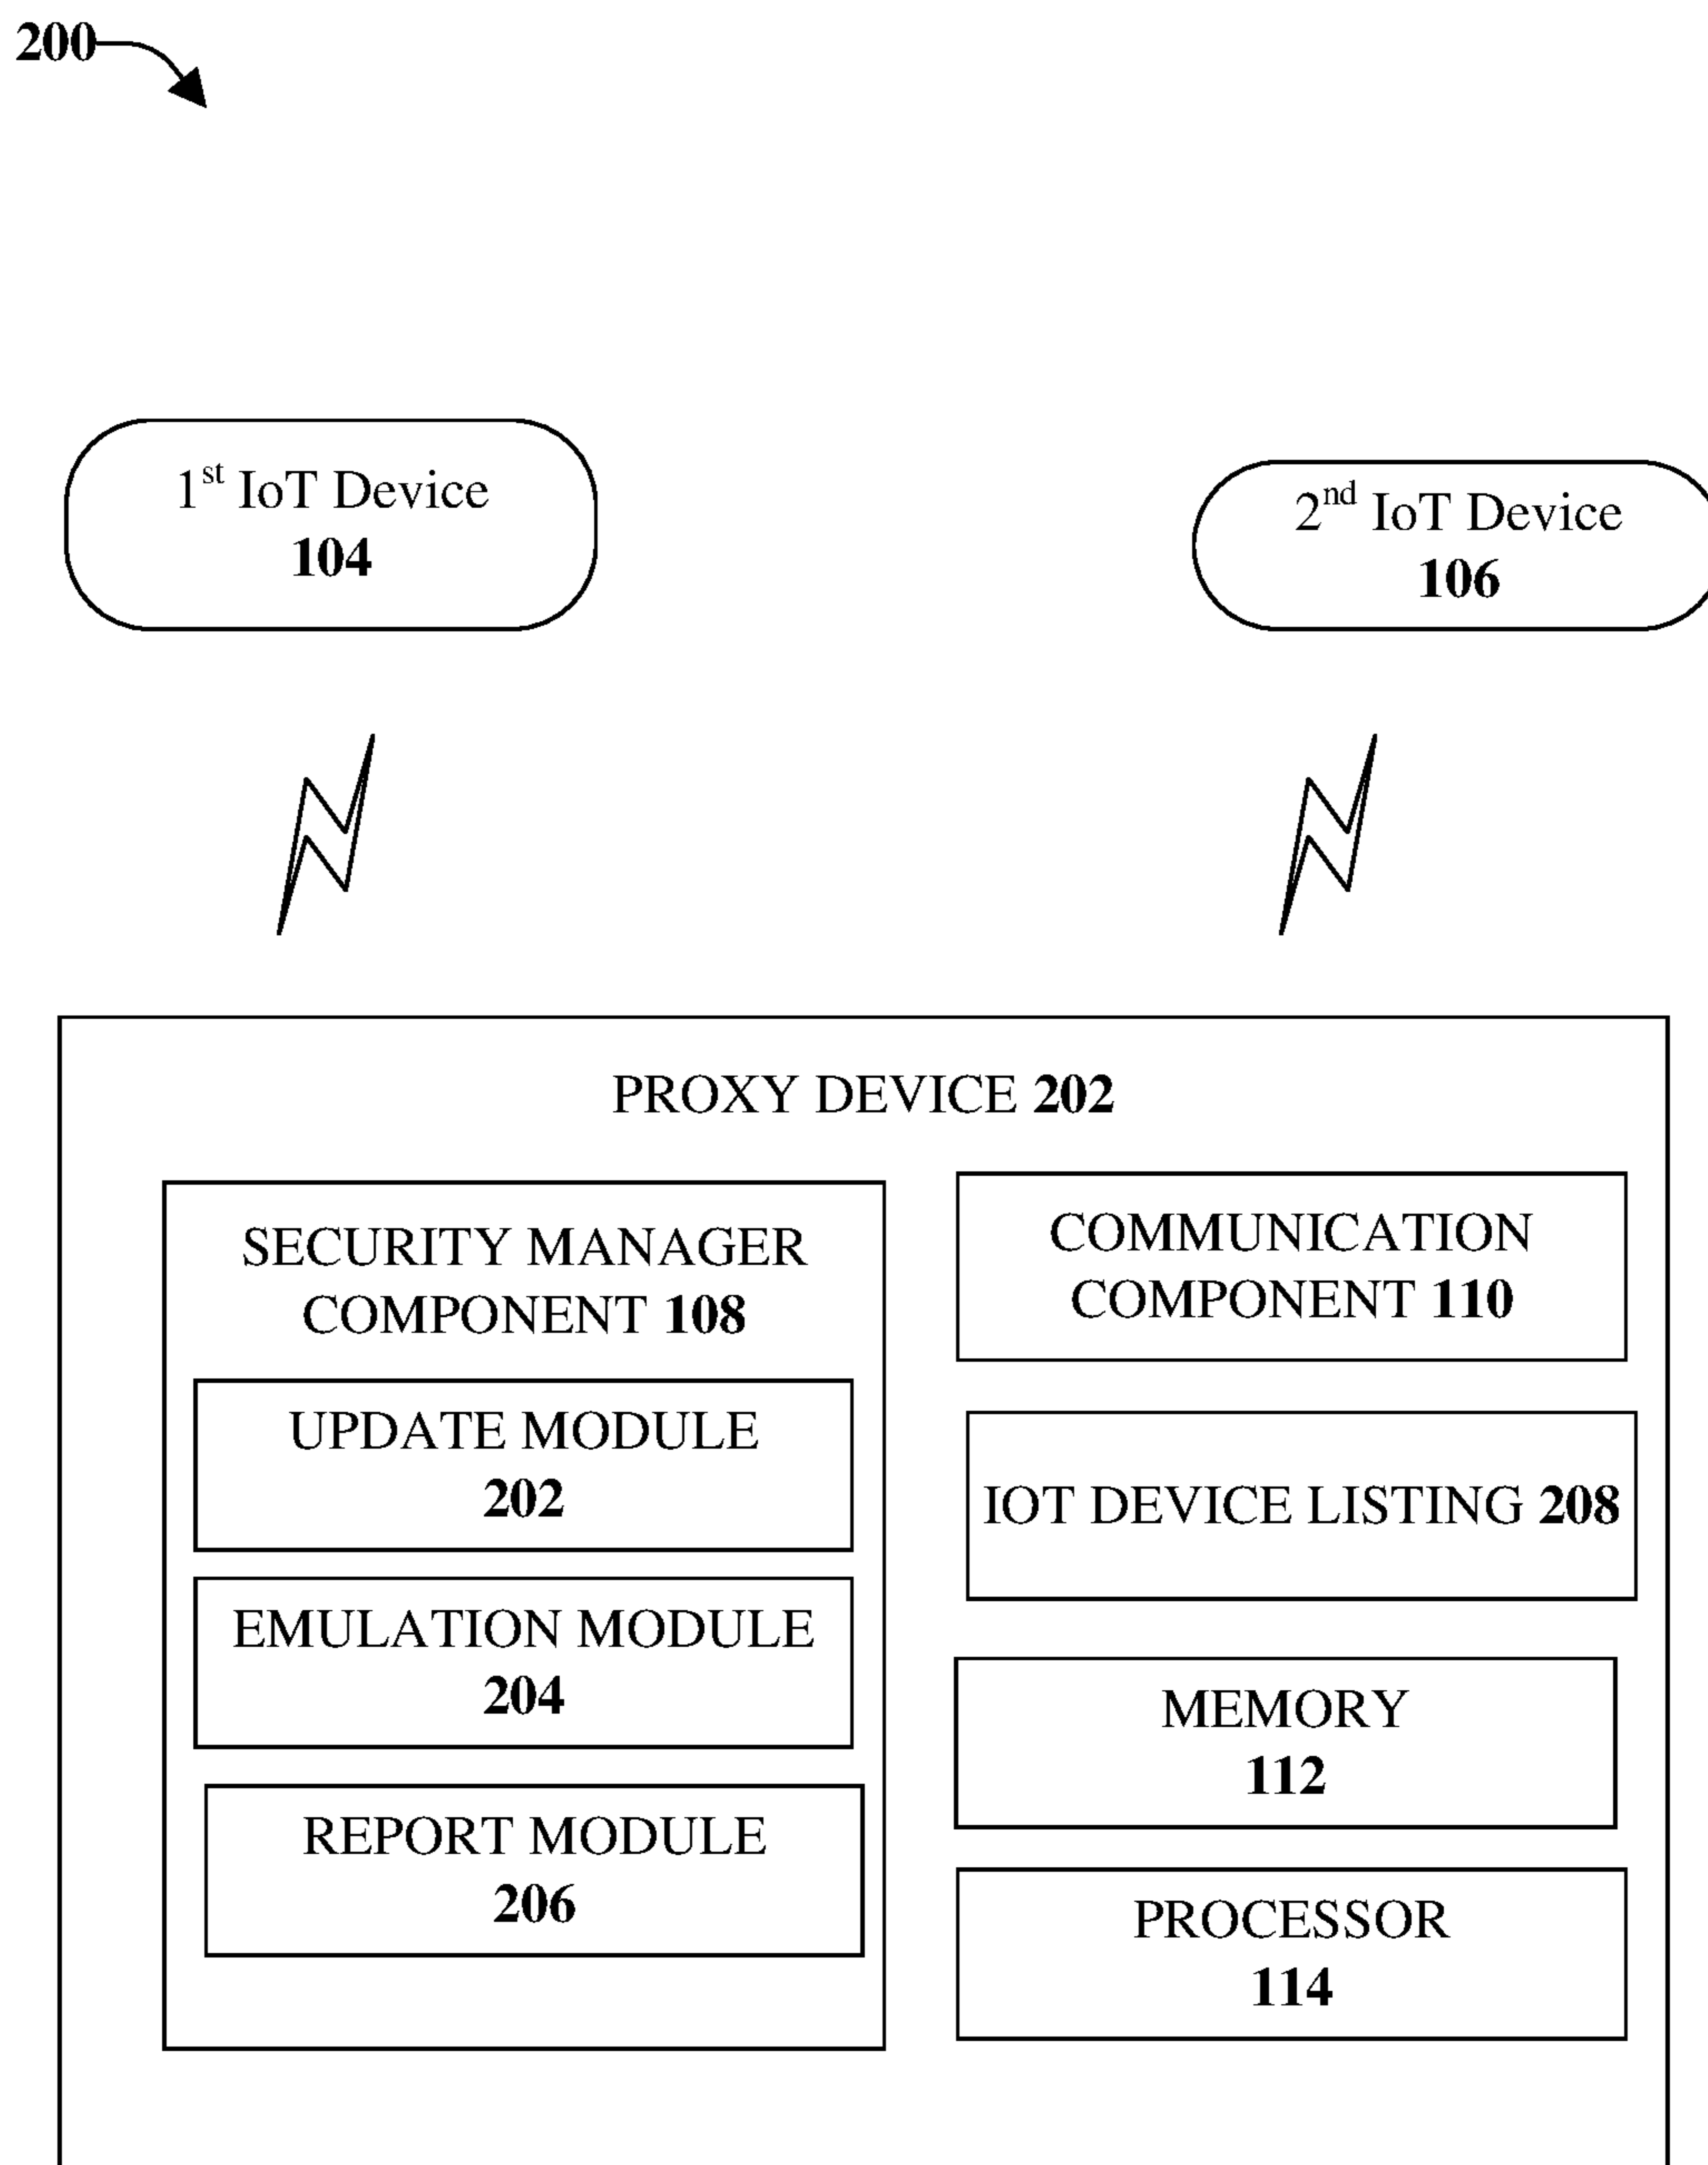 200
1st IoT Device
104
2nd IoT Device
106
PROXY DEVICE 202
SECURITY MANAGER
COMPONENT 108
UPDATE MODULE
202
EMULATION MODULE
204
REPORT MODULE
206
COMMUNICATION
COMPONENT 110
IOT DEVICE LISTING 208
MEMORY
112
PROCESSOR
114